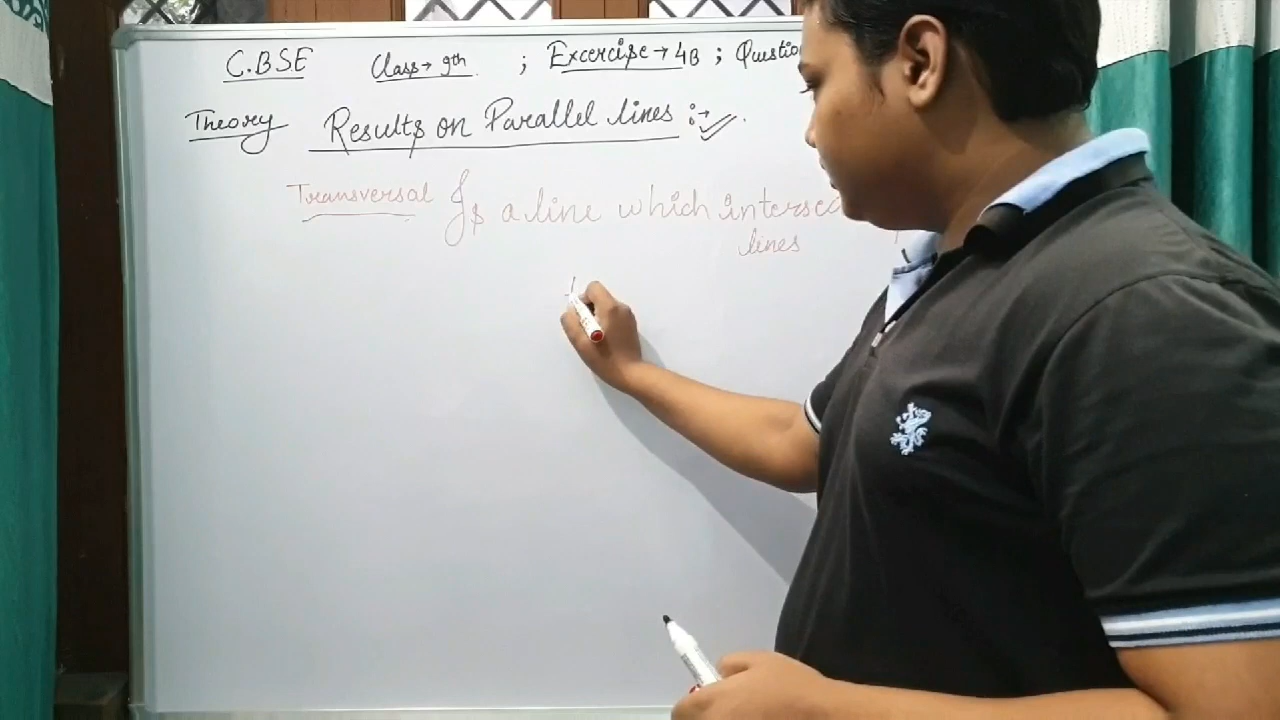 C.BSE Class→ 9th ; Excercise → 4B ; Question
Theory Results on Parallel lines :→
Transversal Is a line which intersec
lines